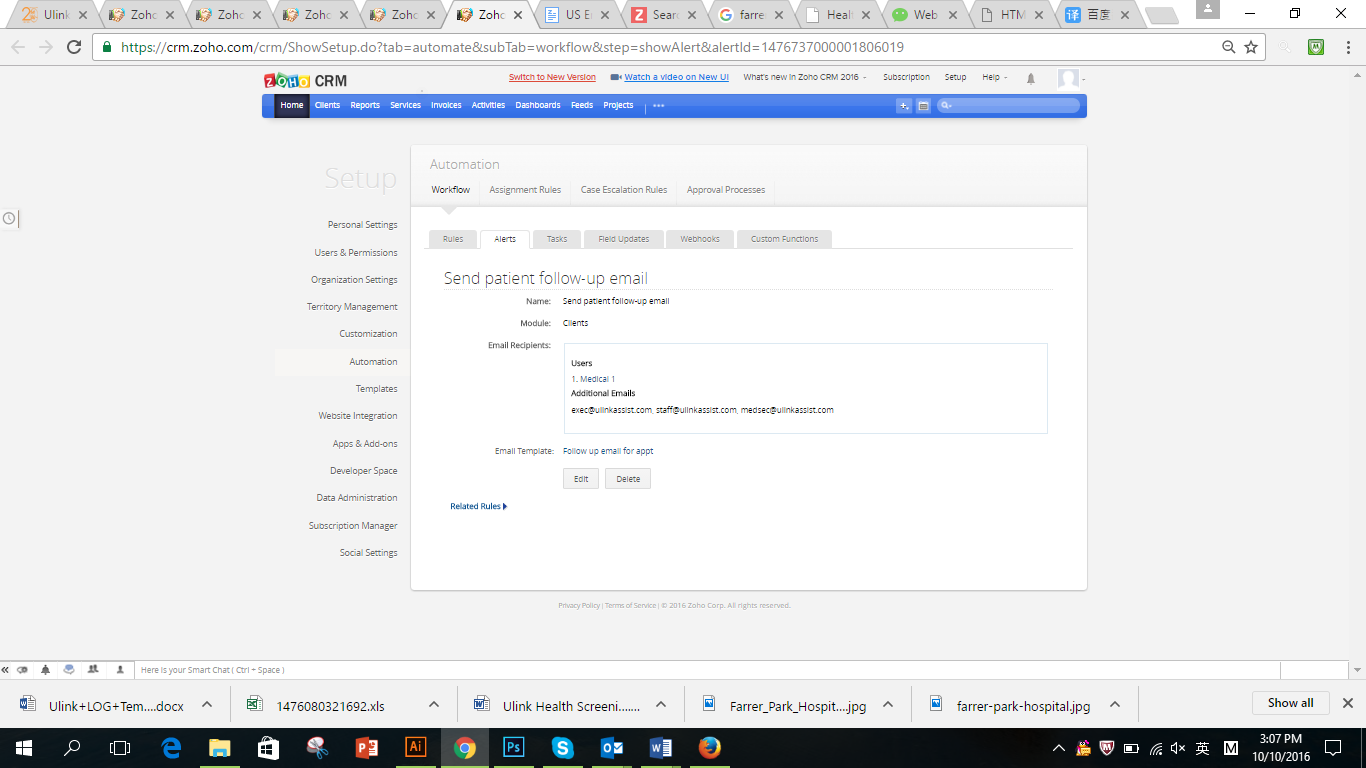 Ulink
Zoho
Zoho
Zoho
Zoho
Zoho
US E
Sear
farre
Healt
Web
HTM
百度
https://crm.zoho.com/crm/ShowSetup.do?tab=automate&subTab=workflow&step=showAlert&alertId=1476737000001806019
ZOHO CRM
Switch to New Version
Watch a video on New UI
What's new in Zoho CRM 2016
Subscription
Setup
Help
Home
Clients
Reports
Services
Invoices
Activities
Dashboards
Feeds
Projects
Setup
Automation
Workflow
Assignment Rules
Case Escalation Rules
Approval Processes
Personal Settings
Users & Permissions
Organization Settings
Territory Management
Customization
Automation
Templates
Website Integration
Apps & Add-ons
Developer Space
Data Administration
Subscription Manager
Social Settings
Rules
Alerts
Tasks
Field Updates
Webhooks
Custom Functions
Send patient follow-up email
Name: Send patient follow-up email
Module: Clients
Email Recipients:
Users
1. Medical 1
Additional Emails
exec@ulinkassist.com, staff@ulinkassist.com, medsec@ulinkassist.com
Email Template: Follow up email for appt
Edit
Delete
Related Rules
Privacy Policy | Terms of Service | © 2016 Zoho Corp. All rights reserved.
Here is your Smart Chat ( Ctrl + Space )
Ulink+LOG+Tem....docx
1476080321692.xls
Ulink Health Screeni.......
Farrer_Park_Hospit....jpg
farrer-park-hospital.jpg
Show all
英
M
3:07 PM
10/10/2016